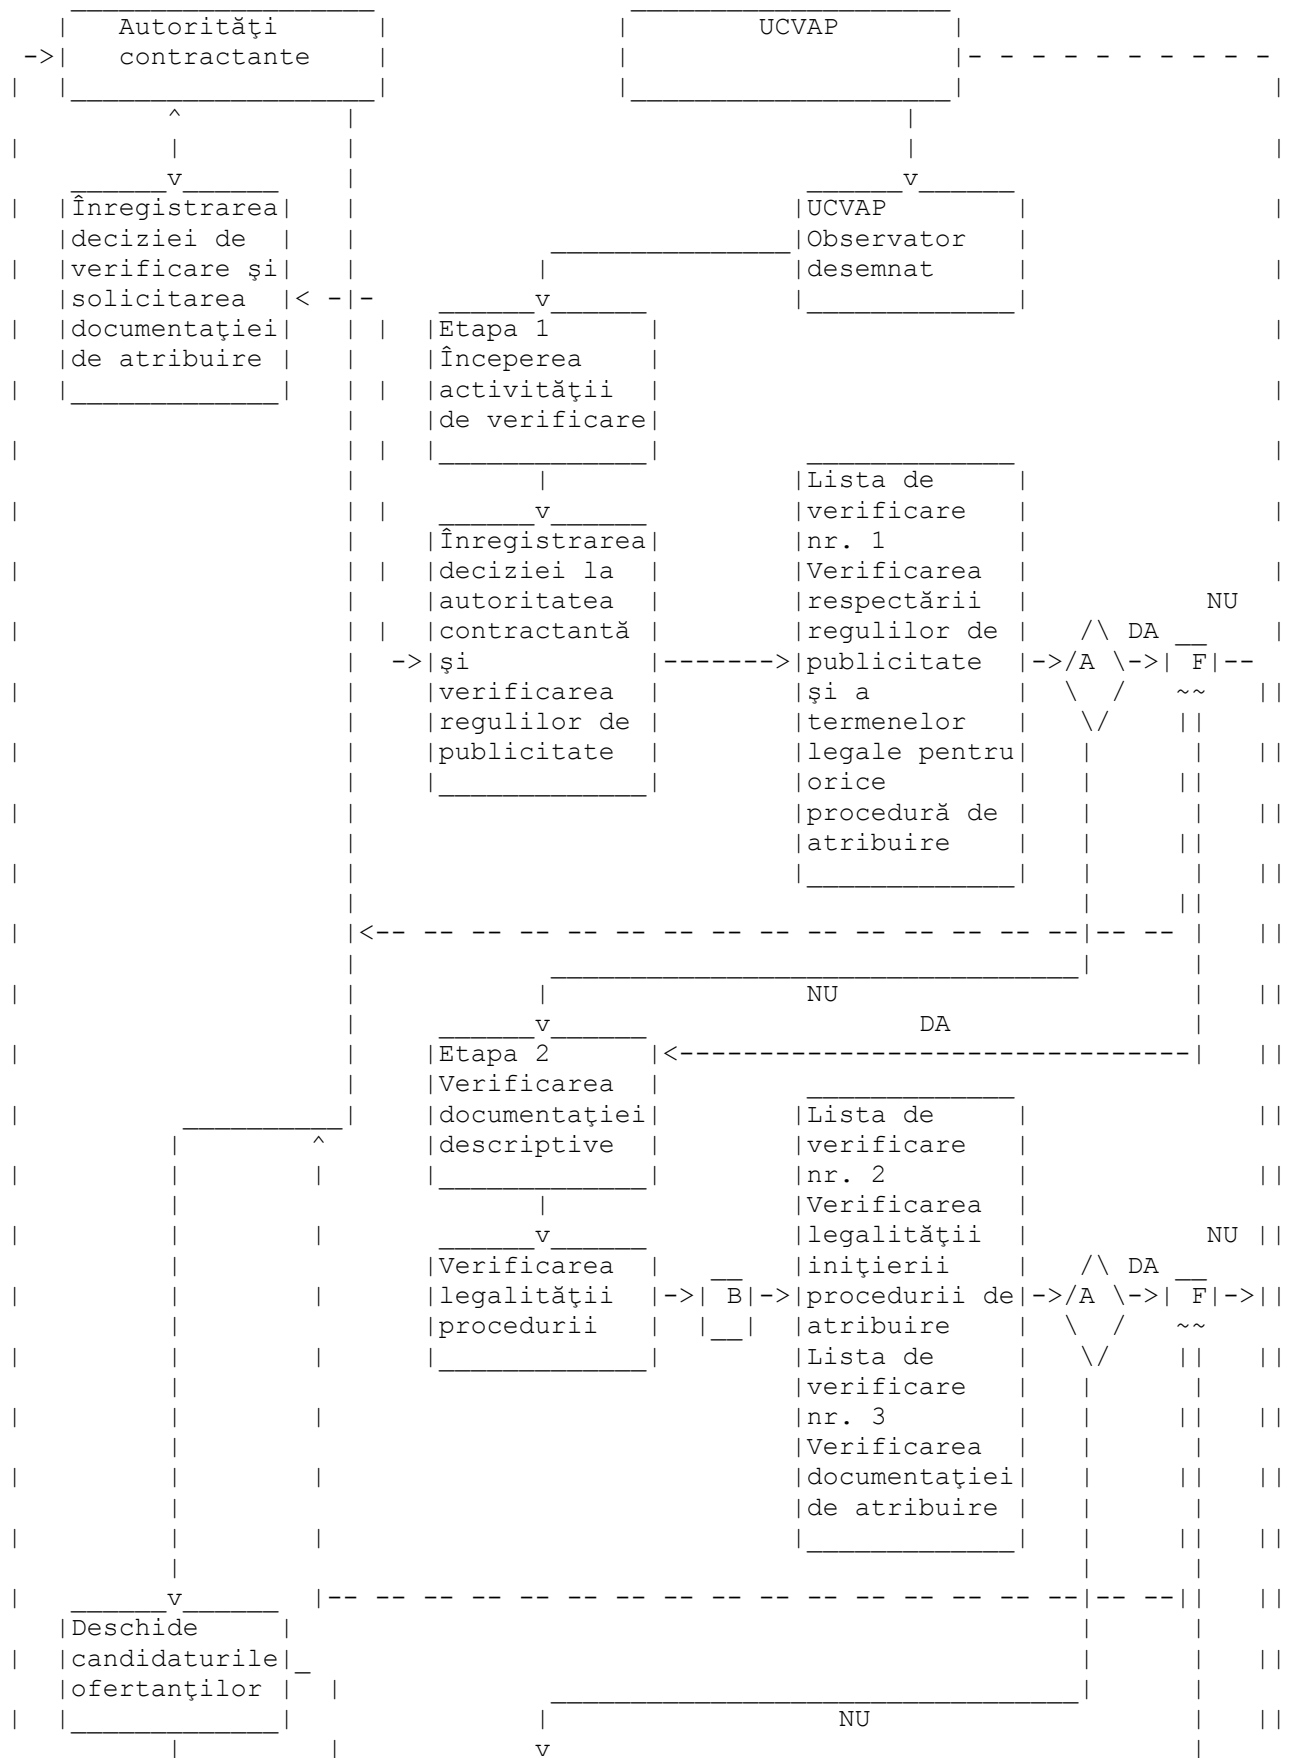 Autorităţi
contractante
UCVAP
Înregistrarea
deciziei de
verificare şi
solicitarea
documentaţiei
de atribuire
UCVAP
Observator
desemnat
Etapa 1
Începerea
activităţii
de verificare
Înregistrarea
deciziei la
autoritatea
contractantă
şi
verificarea
regulilor de
publicitate
Lista de
verificare
nr. 1
Verificarea
respectării
regulilor de
publicitate
şi a
termenelor
legale pentru
orice
procedură de
atribuire
A
DA
F
NU
NU
DA
Etapa 2
Verificarea
documentaţiei
descriptive
Verificarea
legalităţii
procedurii
B
Lista de
verificare
nr. 2
Verificarea
legalităţii
iniţierii
procedurii de
atribuire
Lista de
verificare
nr. 3
Verificarea
documentaţiei
de atribuire
A
DA
F
NU
Deschide
candidaturile
ofertanţilor
NU